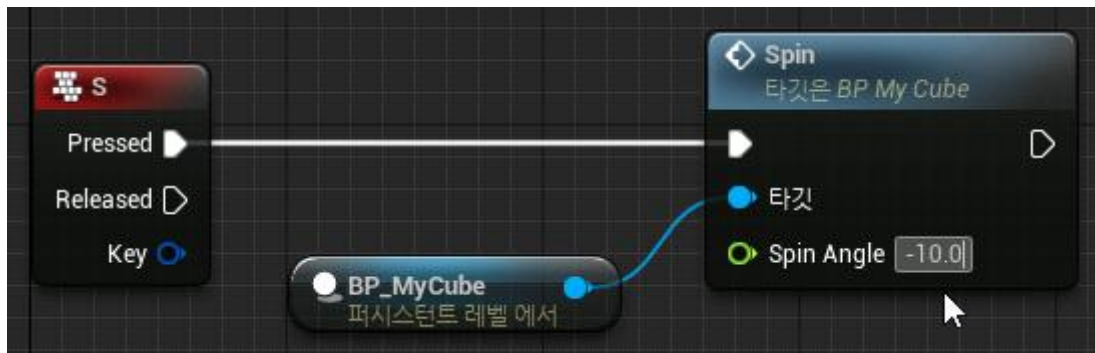 S
Pressed
Released
Key
BP_MyCube
퍼시스턴트 레벨 에서
Spin
타깃은 BP My Cube
타깃
Spin Angle -10.0